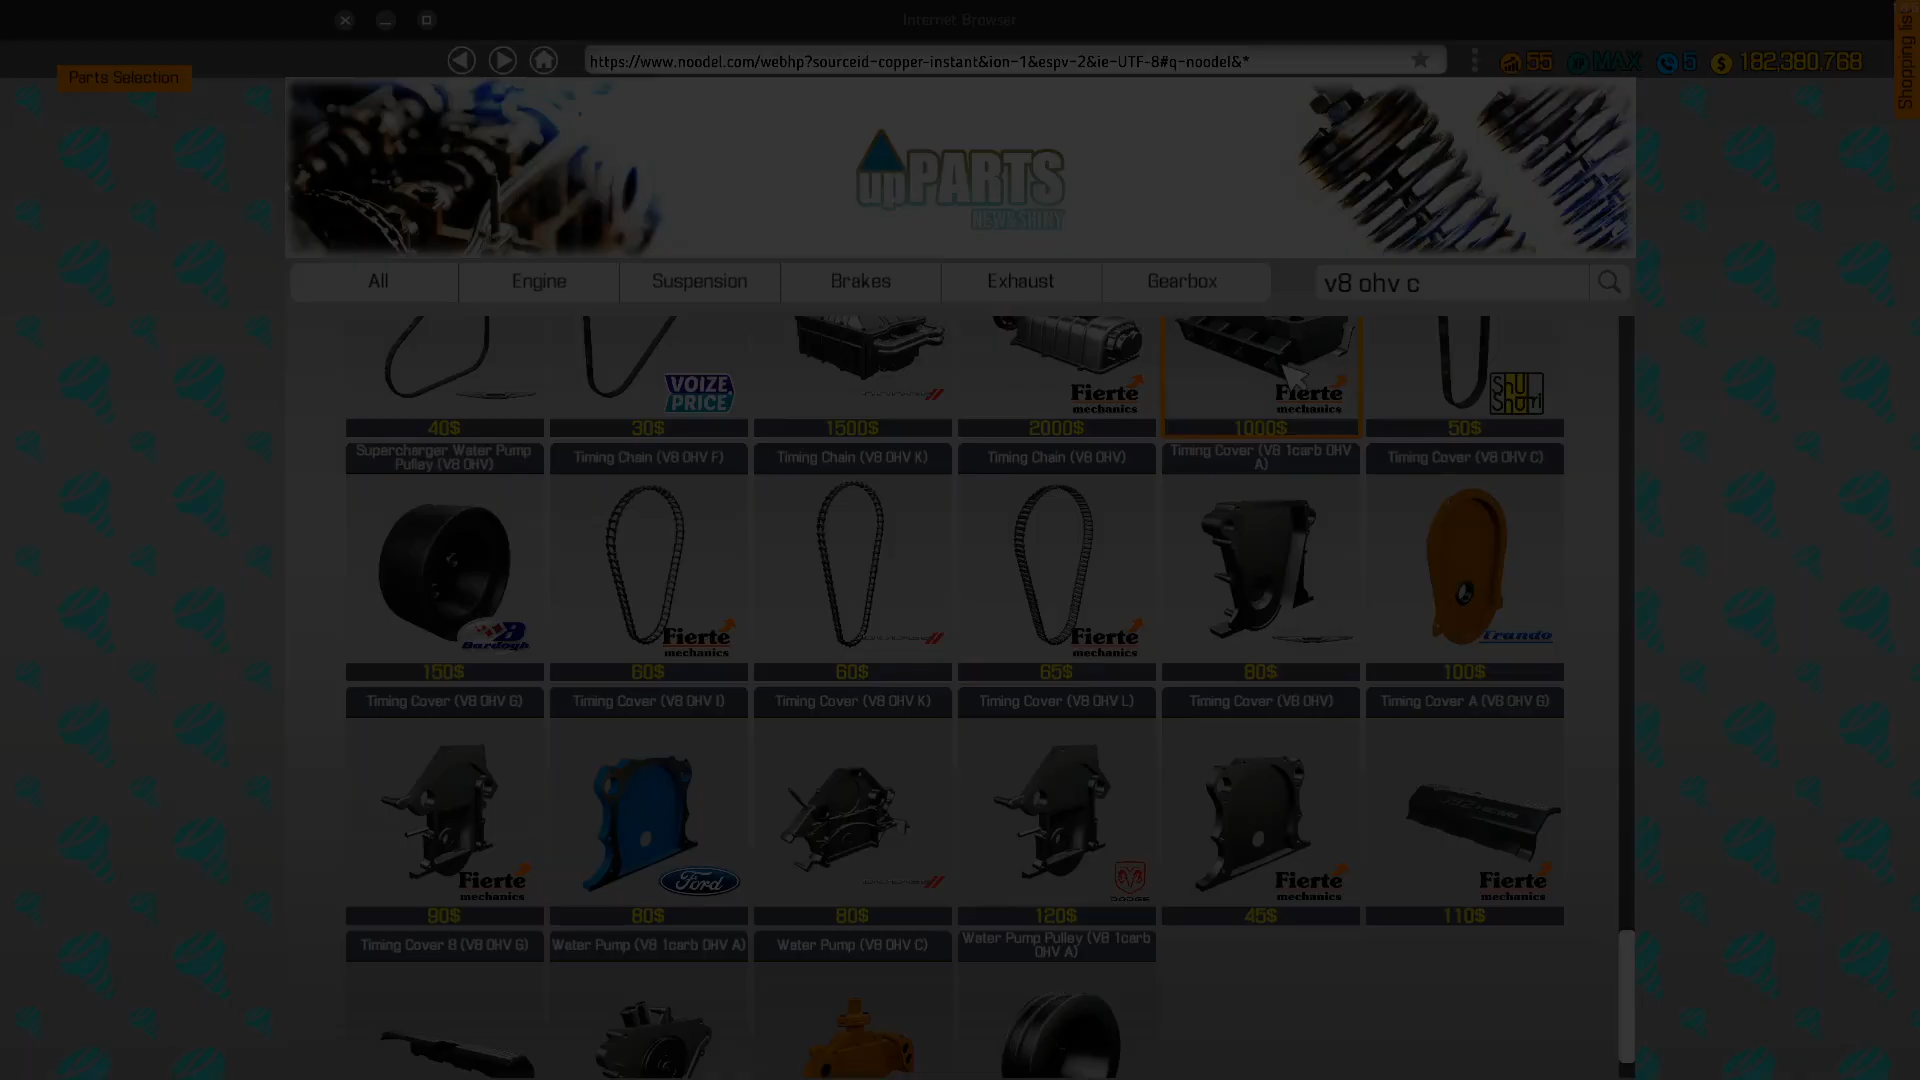 Internet Browser
https://www.noodel.com/webhp?sourceid-copper-instant&ion-1&espv-2&ie-UTF-8#q-noodel&*
55
MAX
5
182,380,768
Shopping list
Parts Selection
upPARTS
NEW&SHINY
All
Engine
Suspension
Brakes
Exhaust
Gearbox
v8 ohv c
VOIZE
PRICE
Fierte
mechanics
Fierte
mechanics
Shu
Shurri
40$
30$
1500$
2000$
1000$
50$
Supercharger Water Pump
Pulley (V8 OHV)
Timing Chain (V8 OHV F)
Timing Chain (V8 OHV K)
Timing Chain (V8 OHV)
Timing Cover (V8 1carb OHV
A)
Timing Cover (V8 OHV C)
Bardogh
Fierte
mechanics
Fierte
mechanics
Erando
150$
60$
60$
65$
80$
100$
Timing Cover (V8 OHV G)
Timing Cover (V8 OHV I)
Timing Cover (V8 OHV K)
Timing Cover (V8 OHV L)
Timing Cover (V8 OHV)
Timing Cover A (V8 OHV G)
Fierte
mechanics
Ford
DODGE
Fierte
mechanics
Fierte
mechanics
90$
80$
80$
120$
45$
110$
Timing Cover B (V8 OHV G)
Water Pump (V8 1carb OHV A)
Water Pump (V8 OHV C)
Water Pump Pulley (V8 1carb
OHV A)